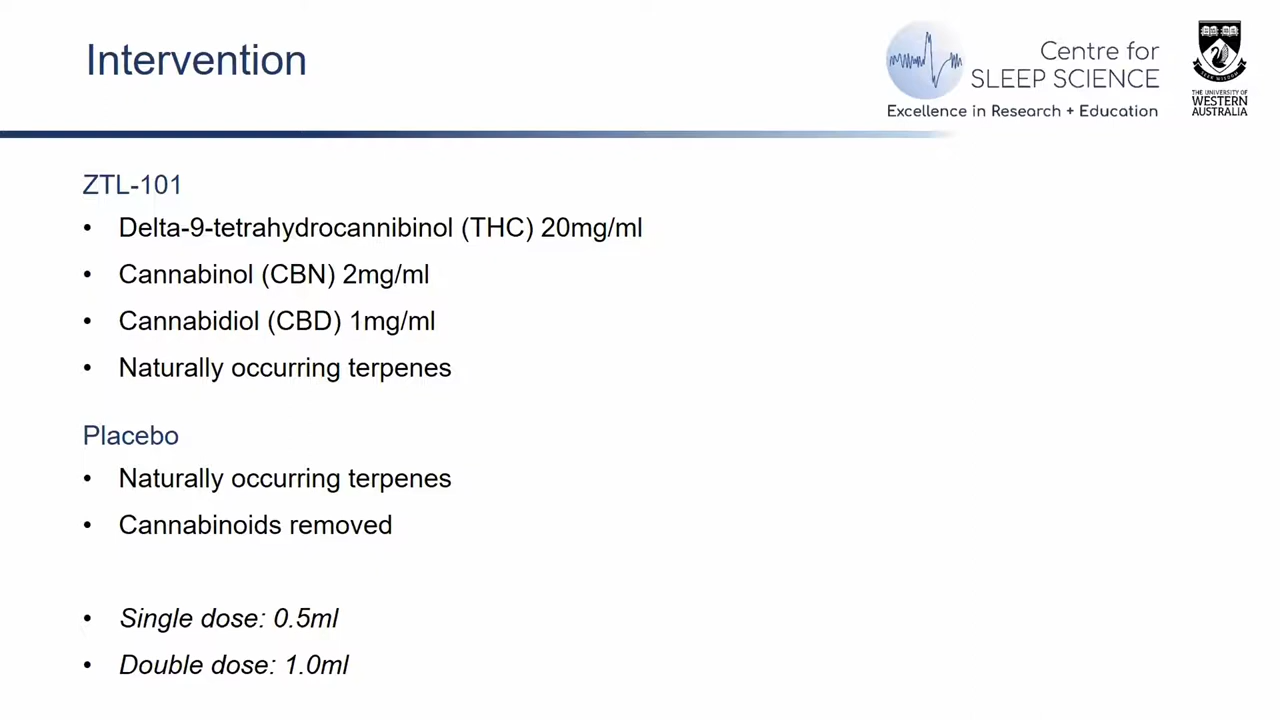 Intervention
Centre for
SLEEP SCIENCE
Excellence in Research + Education
SEEK WISDOM
THE UNIVERSITY OF
WESTERN
AUSTRALIA
ZTL-101
• Delta-9-tetrahydrocannibinol (THC) 20mg/ml
• Cannabinol (CBN) 2mg/ml
• Cannabidiol (CBD) 1mg/ml
• Naturally occurring terpenes
Placebo
• Naturally occurring terpenes
• Cannabinoids removed
• Single dose: 0.5ml
• Double dose: 1.0ml